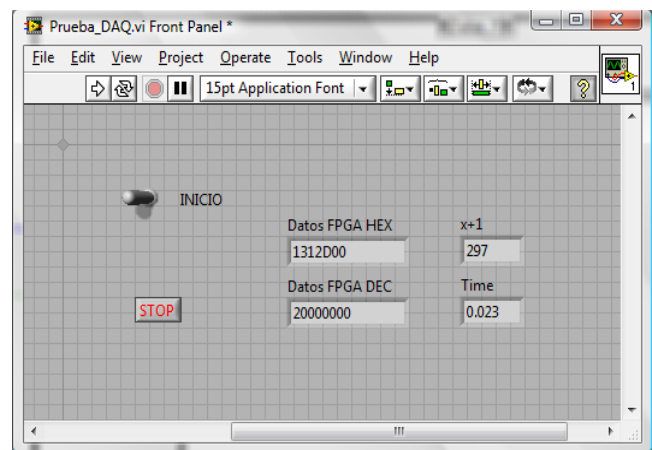 Prueba_DAQ.vi Front Panel *
File Edit View Project Operate Tools Window Help
15pt Application Font
1
INICIO
Datos FPGA HEX
x+1
1312D00
297
Datos FPGA DEC
Time
STOP
20000000
0.023